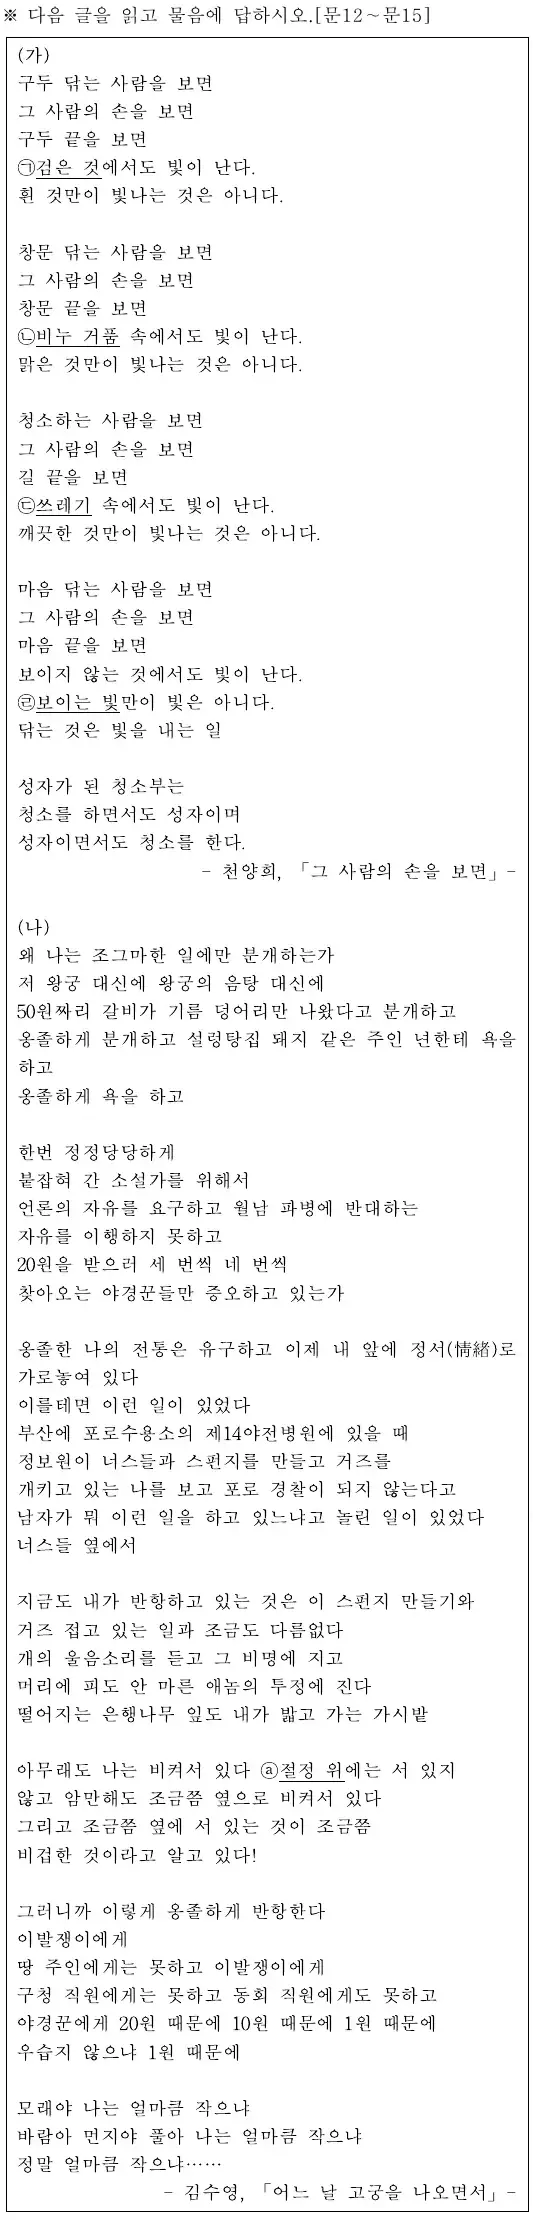 ※ 다음 글을 읽고 물음에 답하시오.[문12～문15]
(가)
구두 닦는 사람을 보면
그 사람의 손을 보면
구두 끝을 보면
㉠검은 것에서도 빛이 난다.
흰 것만이 빛나는 것은 아니다.
창문 닦는 사람을 보면
그 사람의 손을 보면
창문 끝을 보면
㉡비누 거품 속에서도 빛이 난다.
맑은 것만이 빛나는 것은 아니다.
청소하는 사람을 보면
그 사람의 손을 보면
길 끝을 보면
㉢쓰레기 속에서도 빛이 난다.
깨끗한 것만이 빛나는 것은 아니다.
마음 닦는 사람을 보면
그 사람의 손을 보면
마음 끝을 보면
보이지 않는 것에서도 빛이 난다.
㉣보이는 빛만이 빛은 아니다.
닦는 것은 빛을 내는 일
성자가 된 청소부는
청소를 하면서도 성자이며
성자이면서도 청소를 한다.
- 천양희, 「그 사람의 손을 보면」-
(나)
왜 나는 조그마한 일에만 분개하는가
저 왕궁 대신에 왕궁의 음탕 대신에
50원짜리 갈비가 기름 덩어리만 나왔다고 분개하고
옹졸하게 분개하고 설렁탕집 돼지 같은 주인 년한테 욕을
하고
옹졸하게 욕을 하고
한번 정정당당하게
붙잡혀 간 소설가를 위해서
언론의 자유를 요구하고 월남 파병에 반대하는
자유를 이행하지 못하고
20원을 받으러 세 번씩 네 번씩
찾아오는 야경꾼들만 증오하고 있는가
옹졸한 나의 전통은 유구하고 이제 내 앞에 정서(情緖)로
가로놓여 있다
이를테면 이런 일이 있었다
부산에 포로수용소의 제14야전병원에 있을 때
정보원이 너스들과 스펀지를 만들고 거즈를
개키고 있는 나를 보고 포로 경찰이 되지 않는다고
남자가 뭐 이런 일을 하고 있느냐고 놀린 일이 있었다
너스들 옆에서
지금도 내가 반항하고 있는 것은 이 스펀지 만들기와
거즈 접고 있는 일과 조금도 다름없다
개의 울음소리를 듣고 그 비명에 지고
머리에 피도 안 마른 애놈의 투정에 진다
떨어지는 은행나무 잎도 내가 밟고 가는 가시밭
아무래도 나는 비켜서 있다 ⓐ절정 위에는 서 있지
않고 암만해도 조금쯤 옆으로 비켜서 있다
그리고 조금쯤 옆에 서 있는 것이 조금쯤
비겁한 것이라고 알고 있다!
그러니까 이렇게 옹졸하게 반항한다
이발쟁이에게
땅 주인에게는 못하고 이발쟁이에게
구청 직원에게는 못하고 동회 직원에게도 못하고
야경꾼에게 20원 때문에 10원 때문에 1원 때문에
우습지 않으냐 1원 때문에
모래야 나는 얼마큼 작으냐
바람아 먼지야 풀아 나는 얼마큼 작으냐
정말 얼마큼 작으냐……
- 김수영, 「어느 날 고궁을 나오면서」-